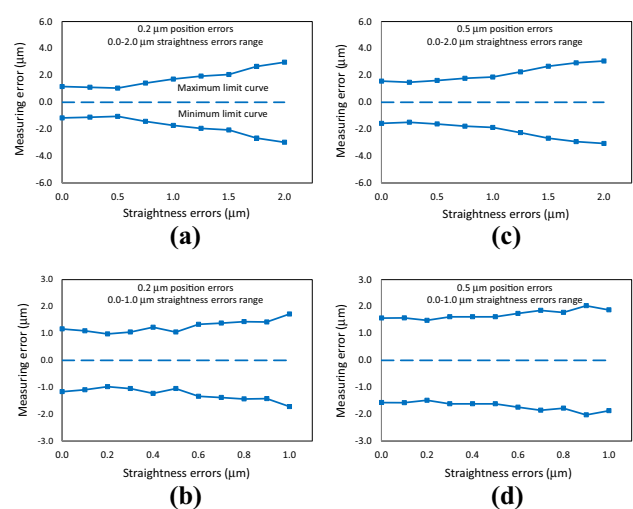 0.2 μm position errors
0.0-2.0 μm straightness errors range
6.0
4.0
2.0
0.0
-2.0
-4.0
-6.0
Measuring error (μm)
Maximum limit curve
Minimum limit curve
0.0 0.5 1.0 1.5 2.0
Straightness errors (μm)
(a)
0.5 μm position errors
0.0-2.0 μm straightness errors range
6.0
4.0
2.0
0.0
-2.0
-4.0
-6.0
Measuring error (μm)
0.0 0.5 1.0 1.5 2.0
Straightness errors (μm)
(c)
0.2 μm position errors
0.0-1.0 μm straightness errors range
3.0
2.0
1.0
0.0
-1.0
-2.0
-3.0
Measuring error (μm)
0.0 0.2 0.4 0.6 0.8 1.0
Straightness errors (μm)
(b)
0.5 μm position errors
0.0-1.0 μm straightness errors range
3.0
2.0
1.0
0.0
-1.0
-2.0
-3.0
Measuring error (μm)
0.0 0.2 0.4 0.6 0.8 1.0
Straightness errors (μm)
(d)